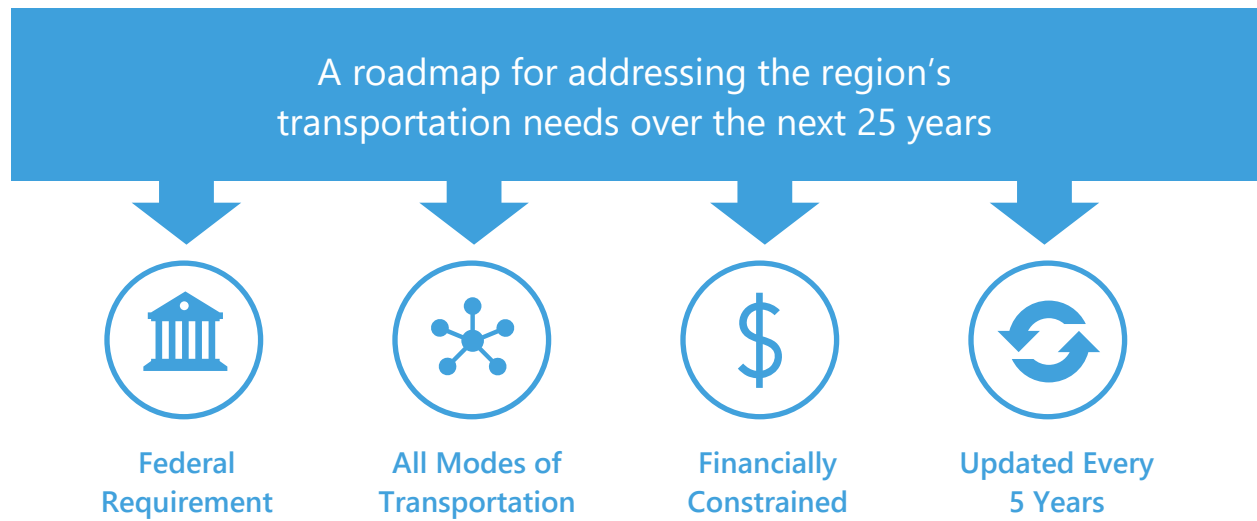 A roadmap for addressing the region’s
transportation needs over the next 25 years
Federal
Requirement
All Modes of
Transportation
Financially
Constrained
Updated Every
5 Years